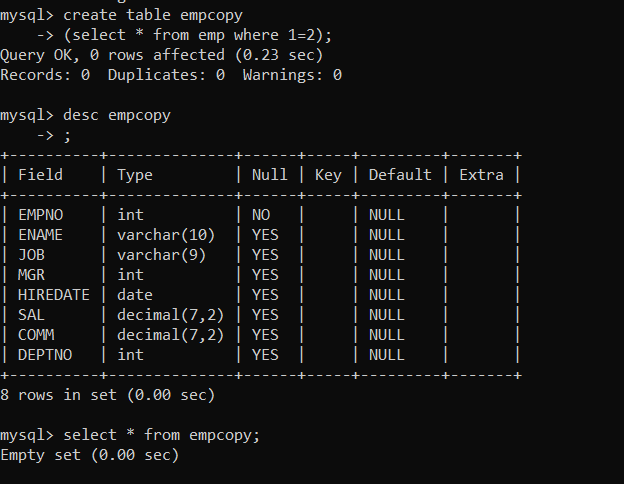 mysql> create table empcopy
    -> (select * from emp where 1=2);
Query OK, 0 rows affected (0.23 sec)
Records: 0  Duplicates: 0  Warnings: 0

mysql> desc empcopy
    -> ;
+----------+--------------+------+-----+---------+-------+
| Field    | Type         | Null | Key | Default | Extra |
+----------+--------------+------+-----+---------+-------+
| EMPNO    | int          | NO   |     | NULL    |       |
| ENAME    | varchar(10)  | YES  |     | NULL    |       |
| JOB      | varchar(9)   | YES  |     | NULL    |       |
| MGR      | int          | YES  |     | NULL    |       |
| HIREDATE | date         | YES  |     | NULL    |       |
| SAL      | decimal(7,2) | YES  |     | NULL    |       |
| COMM     | decimal(7,2) | YES  |     | NULL    |       |
| DEPTNO   | int          | YES  |     | NULL    |       |
+----------+--------------+------+-----+---------+-------+
8 rows in set (0.00 sec)

mysql> select * from empcopy;
Empty set (0.00 sec)